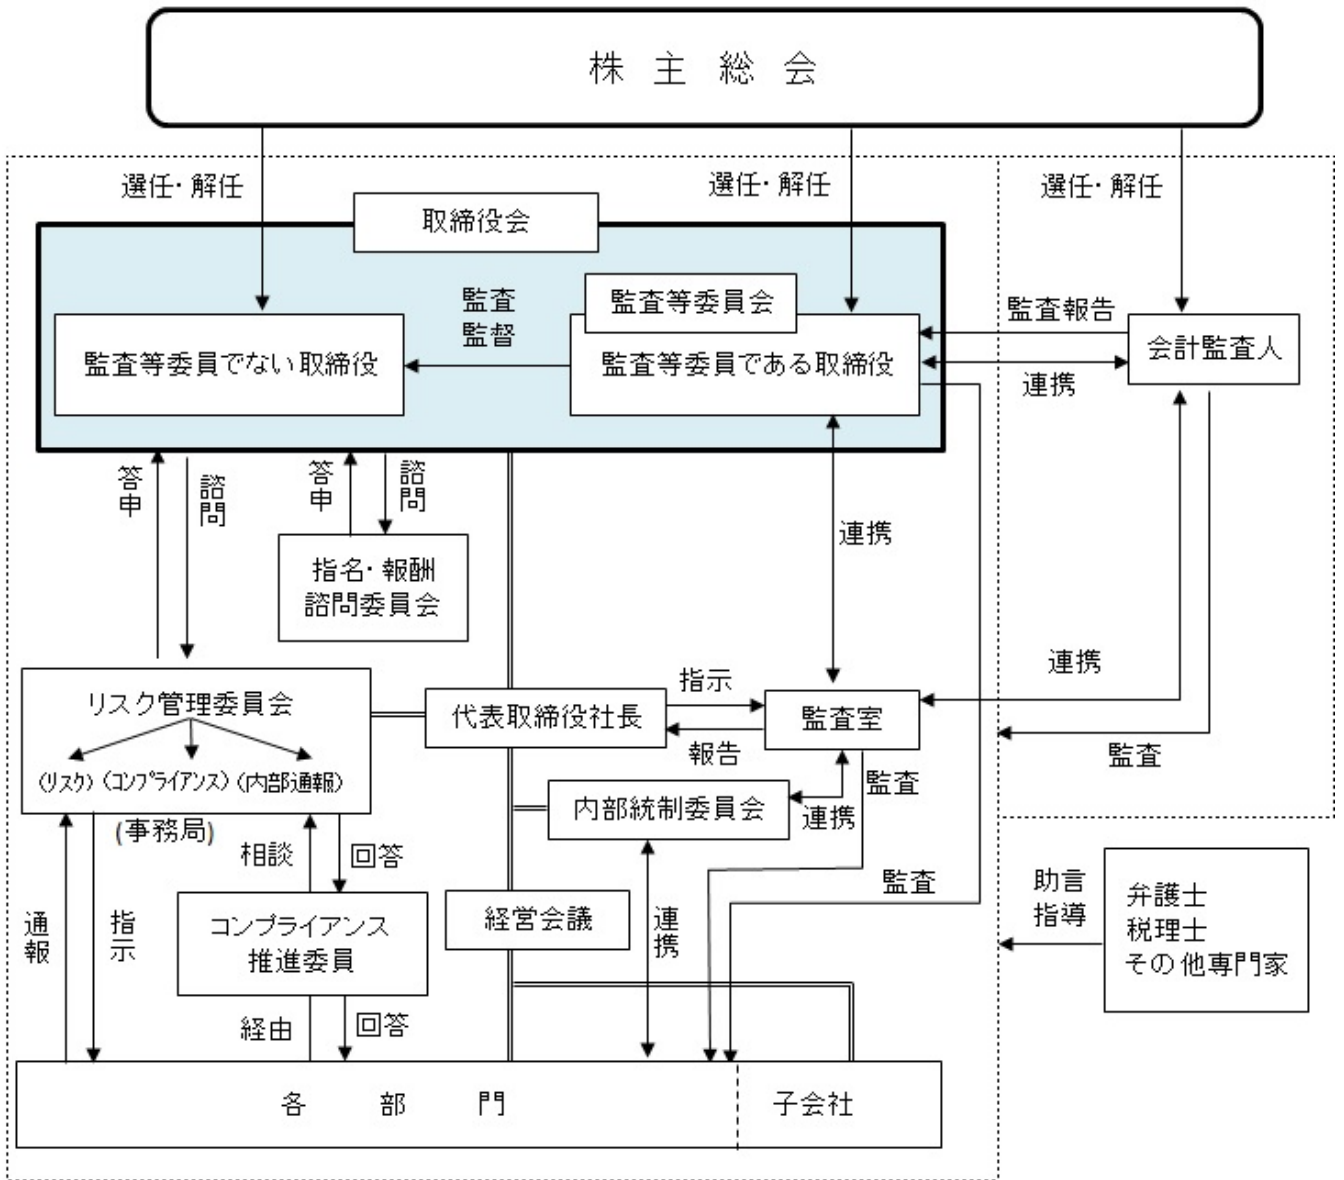 株主総会
選任・解任
選任・解任
選任・解任
取締役会
監査等委員会
監査
監督
監査等委員でない取締役
監査等委員である取締役
監査報告
会計監査人
連携
答申
諮問
答申
諮問
指名・報酬
諮問委員会
連携
リスク管理委員会
(リスク)
(コンプライアンス)
(内部通報)
(事務局)
代表取締役社長
指示
報告
監査室
連携
監査
監査
内部統制委員会
連携
相談
回答
監査
通報
指示
コンプライアンス
推進委員
経営会議
連携
助言
指導
弁護士
税理士
その他専門家
経由
回答
各部門
子会社